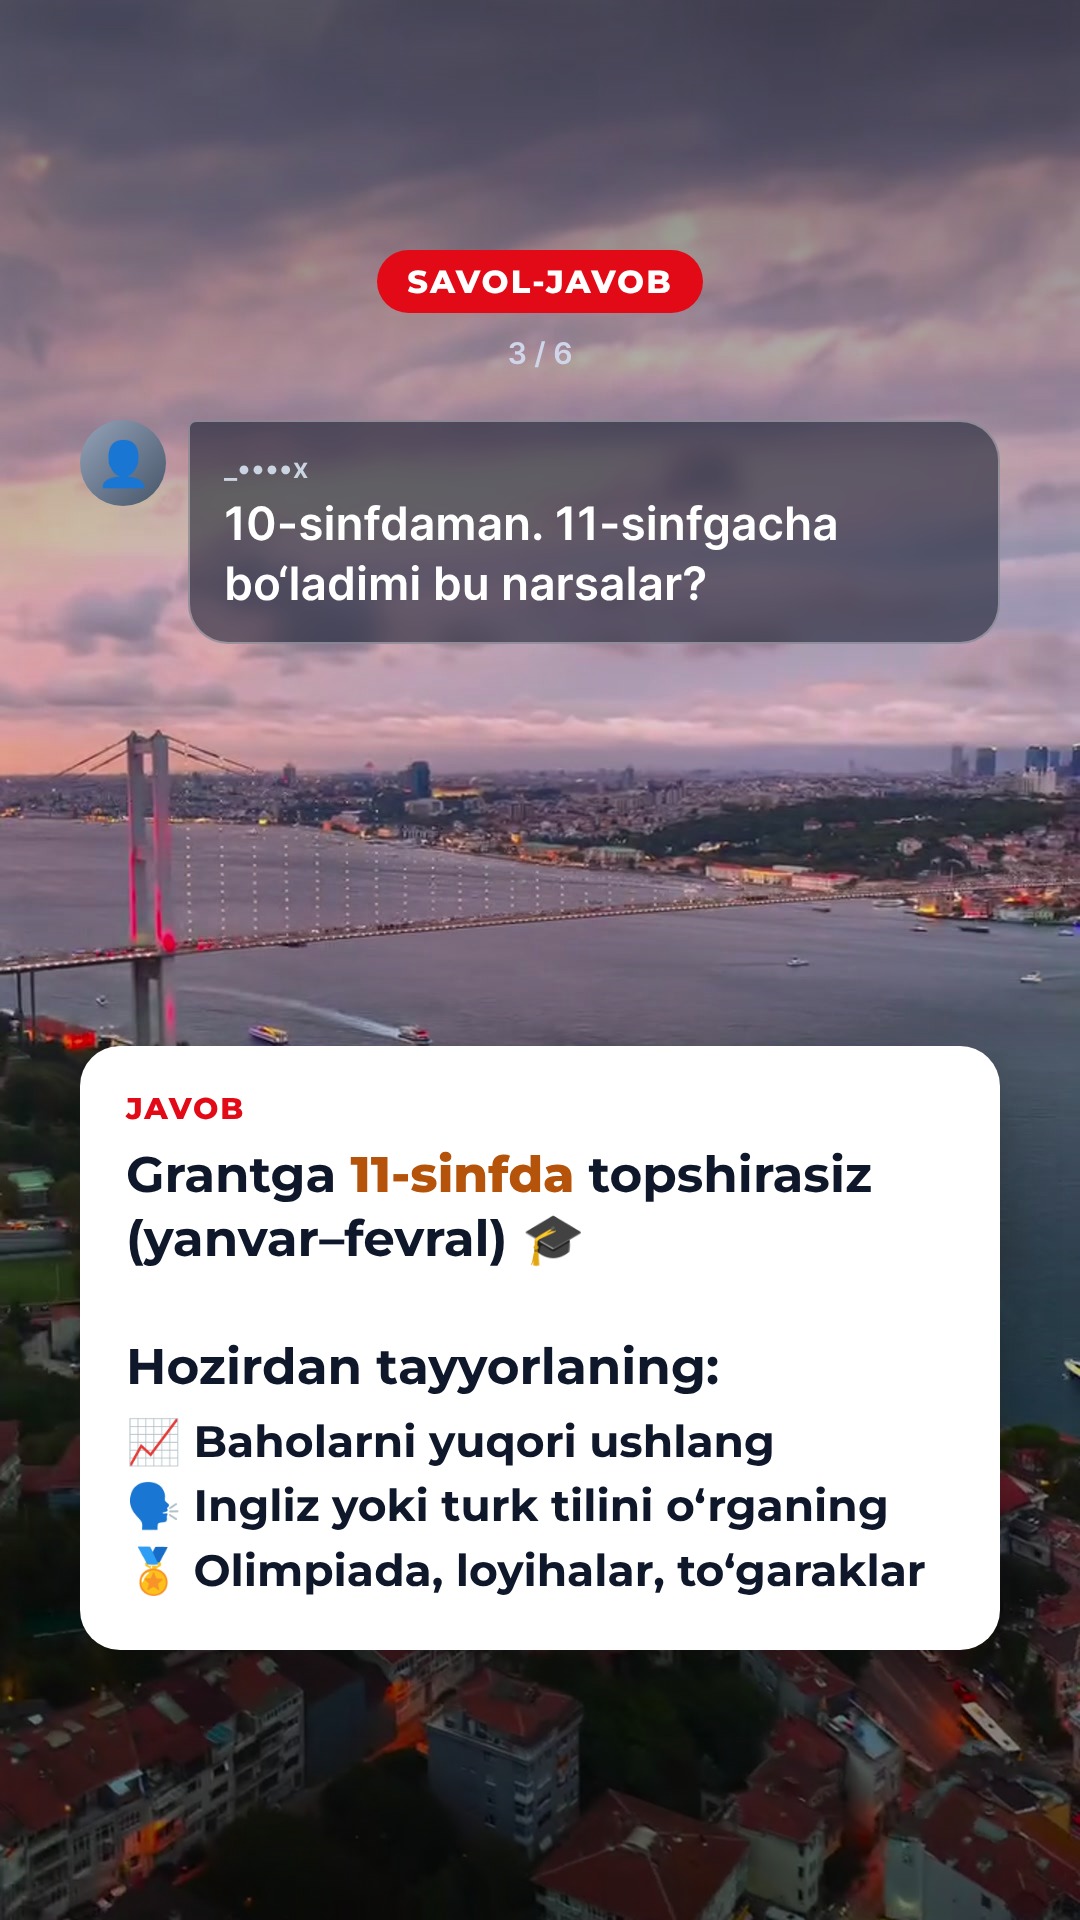 SAVOL-JAVOB
3 / 6
_••••x
10-sinfdaman. 11-sinfgacha
bo‘ladimi bu narsalar?
JAVOB
Grantga 11-sinfda topshirasiz
(yanvar–fevral) 🎓
Hozirdan tayyorlaning:
📈 Baholarni yuqori ushlang
🗣️ Ingliz yoki turk tilini o‘rganing
🏅 Olimpiada, loyihalar, to‘garaklar